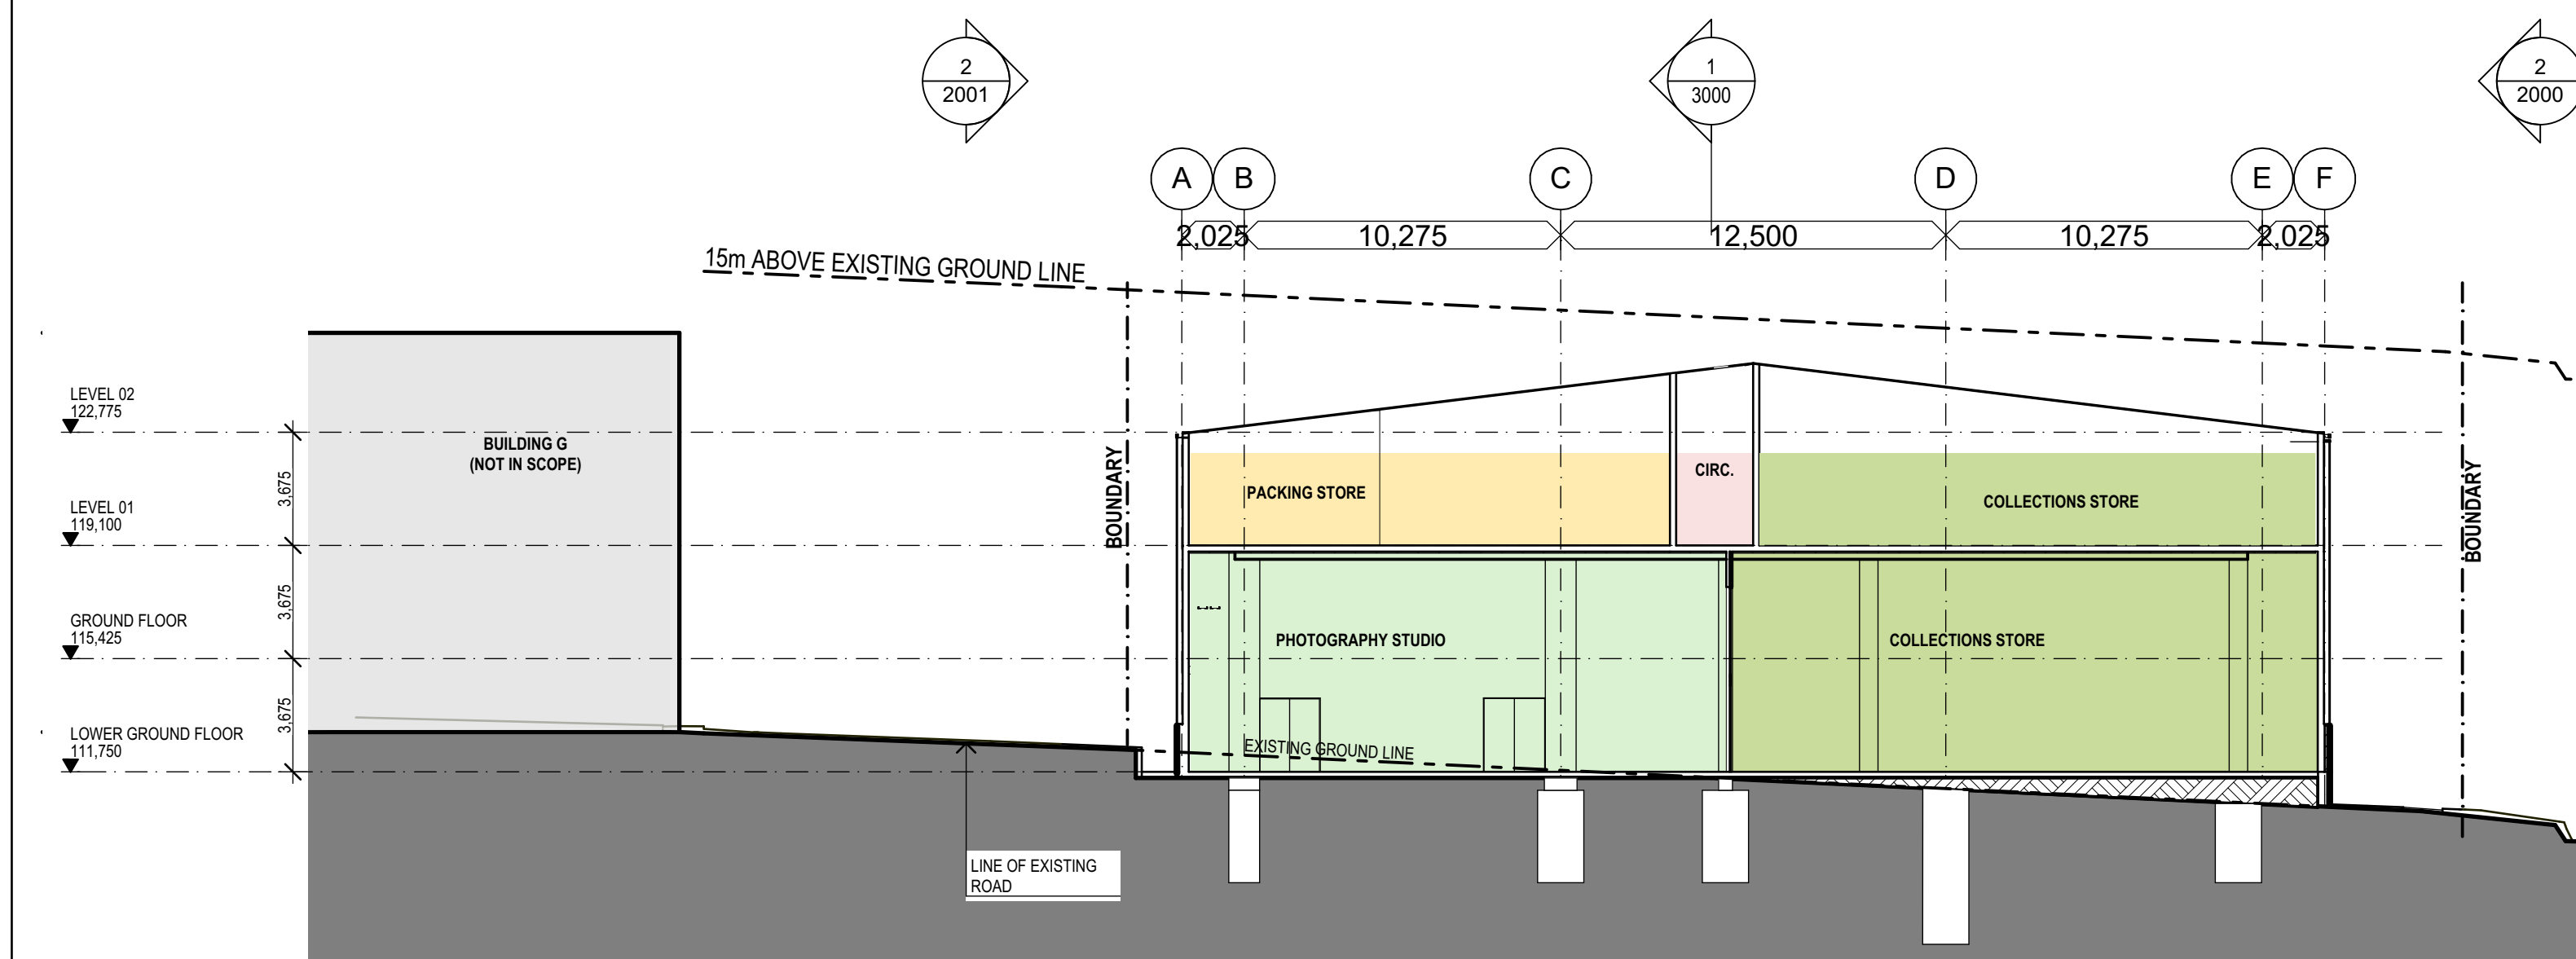 2
2001
1
3000
2
2000
A
B
C
D
E
F
2,025
10,275
12,500
10,275
2,025
15m ABOVE EXISTING GROUND LINE
LEVEL 02
122,775
3,675
LEVEL 01
119,100
3,675
GROUND FLOOR
115,425
3,675
LOWER GROUND FLOOR
111,750
BUILDING G
(NOT IN SCOPE)
BOUNDARY
PACKING STORE
CIRC.
COLLECTIONS STORE
BOUNDARY
PHOTOGRAPHY STUDIO
COLLECTIONS STORE
EXISTING GROUND LINE
LINE OF EXISTING
ROAD